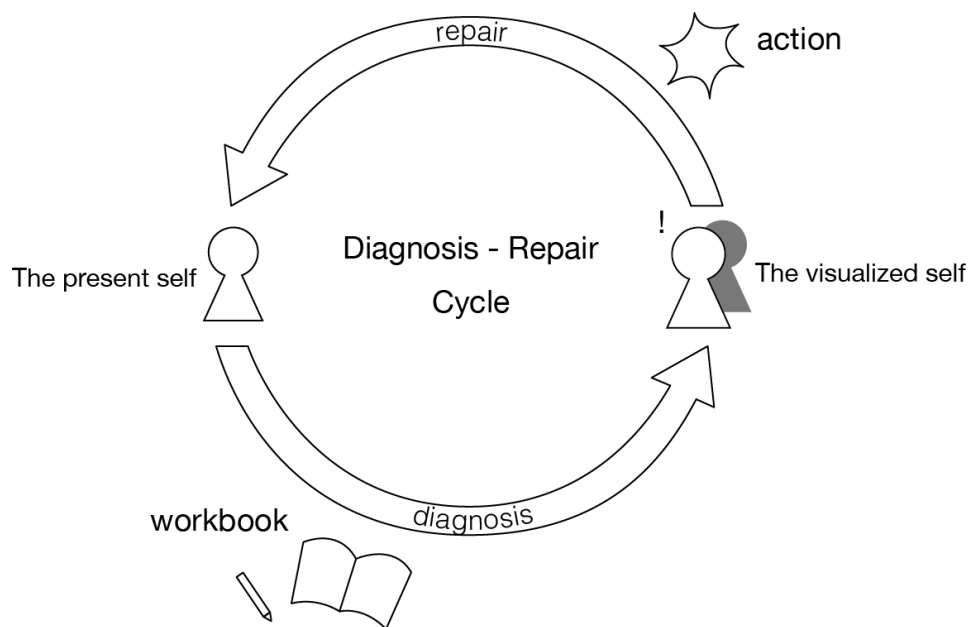 repair
action
!
Diagnosis - Repair
Cycle
The present self
The visualized self
workbook
diagnosis